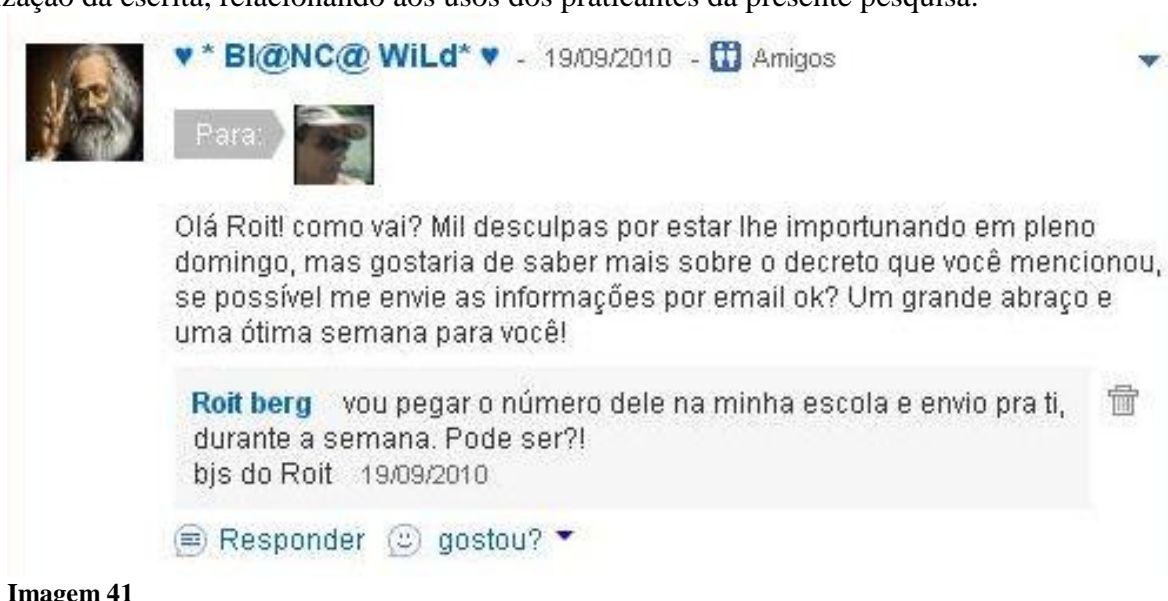 ização da escrita, relacionando aos usos dos praticantes da presente pesquisa.
♥ * BI@NC@ WiLd* ♥ - 19/09/2010 - Amigos
Para:
Olá Roit! como vai? Mil desculpas por estar lhe importunando em pleno
domingo, mas gostaria de saber mais sobre o decreto que você mencionou,
se possível me envie as informações por email ok? Um grande abraço e
uma ótima semana para você!
Roit berg vou pegar o número dele na minha escola e envio pra ti,
durante a semana. Pode ser?!
bjs do Roit 19/09/2010
Responder gostou?
Imagem 41